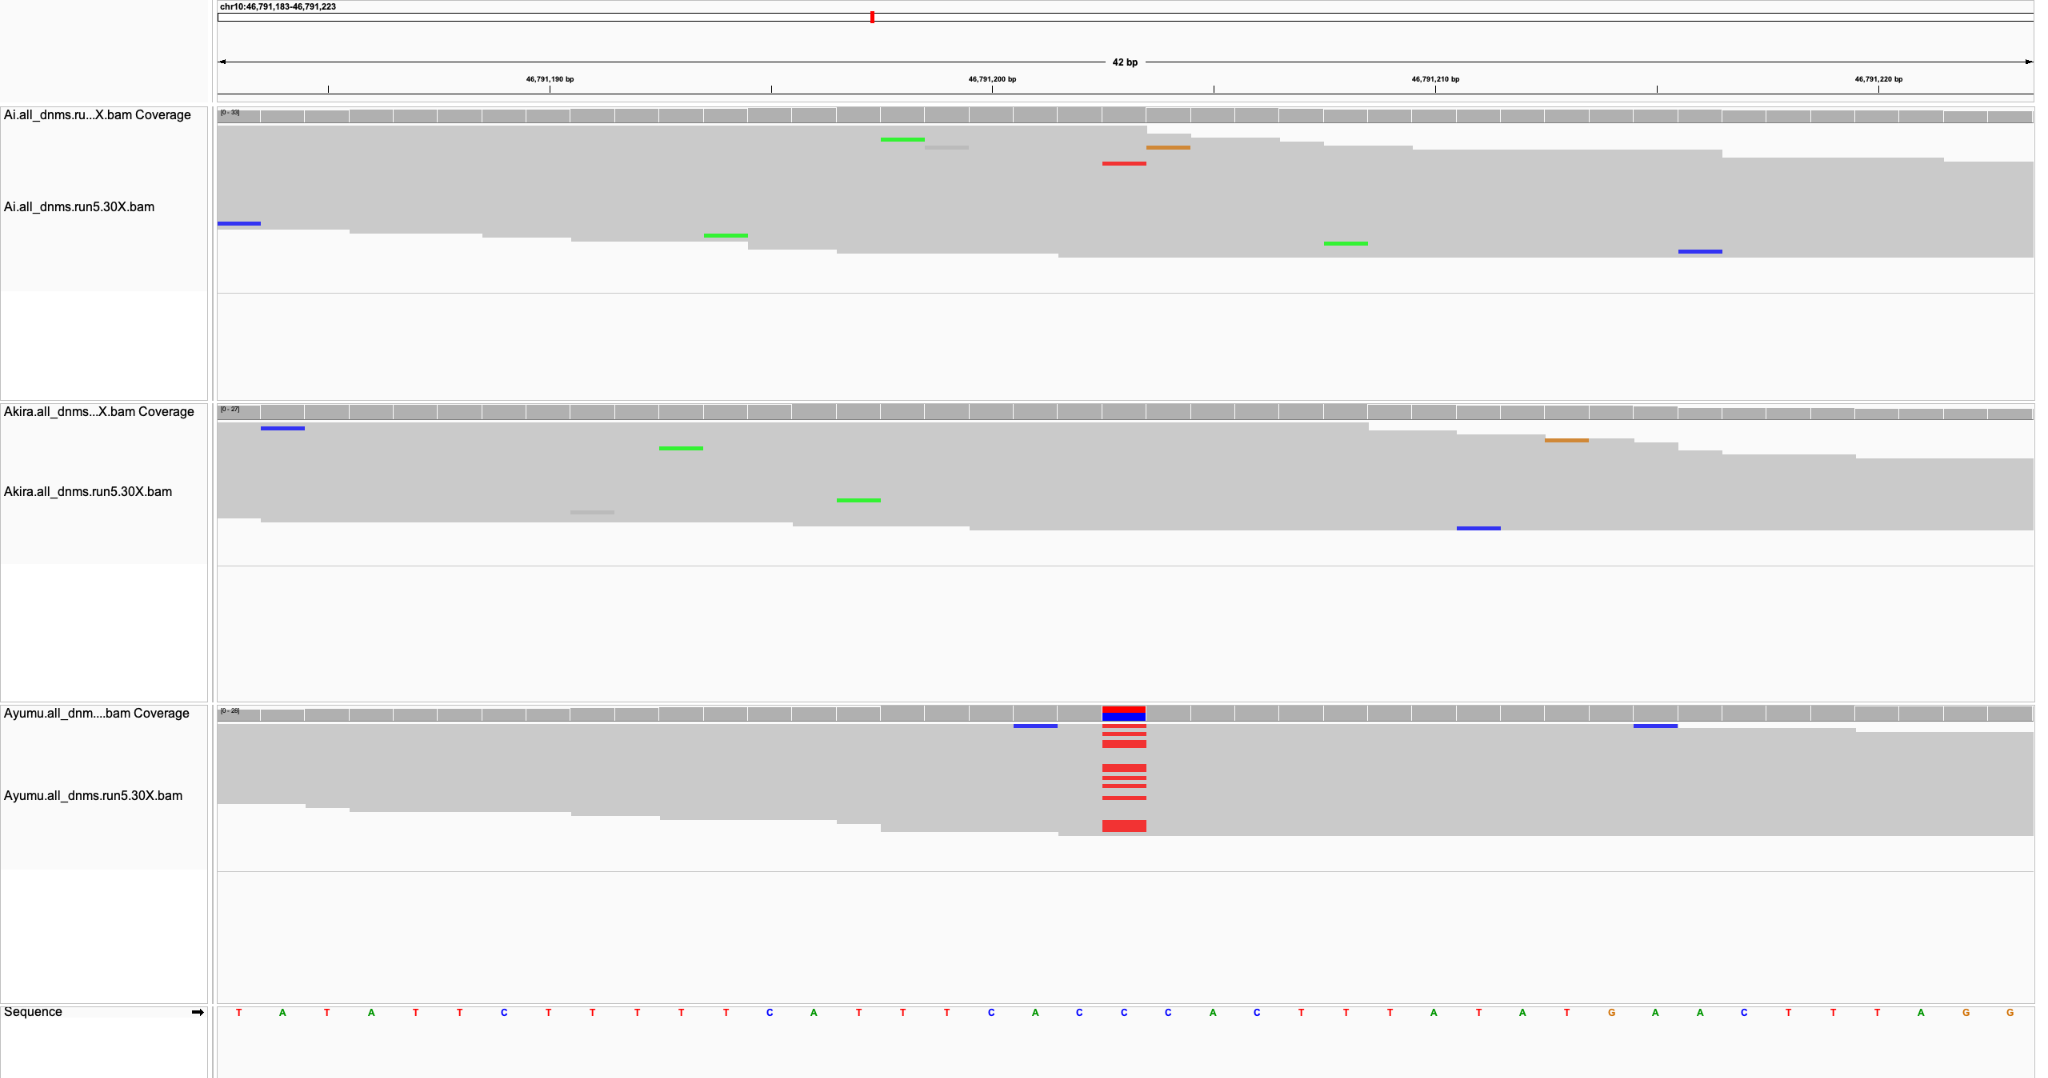 chr10:46,791,183-46,791,223
42 bp
46,791,190 bp 46,791,200 bp 46,791,210 bp 46,791,220 bp
Ai.all_dnms.ru...X.bam Coverage
[0 - 33]
Ai.all_dnms.run5.30X.bam
Akira.all_dnms...X.bam Coverage
[0 - 27]
Akira.all_dnms.run5.30X.bam
Ayumu.all_dnm....bam Coverage
Ayumu.all_dnms.run5.30X.bam
Sequence
T A T A T T C T T T T T C A T T T C A C C C A C T T T A T A T G A A C T T T A G G